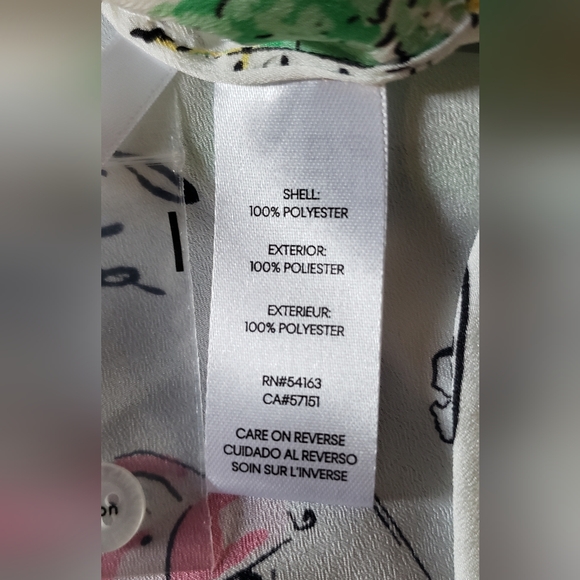 SHELL:
100% POLYESTER
EXTERIOR:
100% POLIESTER
EXTERIEUR:
100% POLYESTER
RN#54163
CA#57151
CARE ON REVERSE
CUIDADO AL REVERSO
SOIN SUR L'INVERSE
on